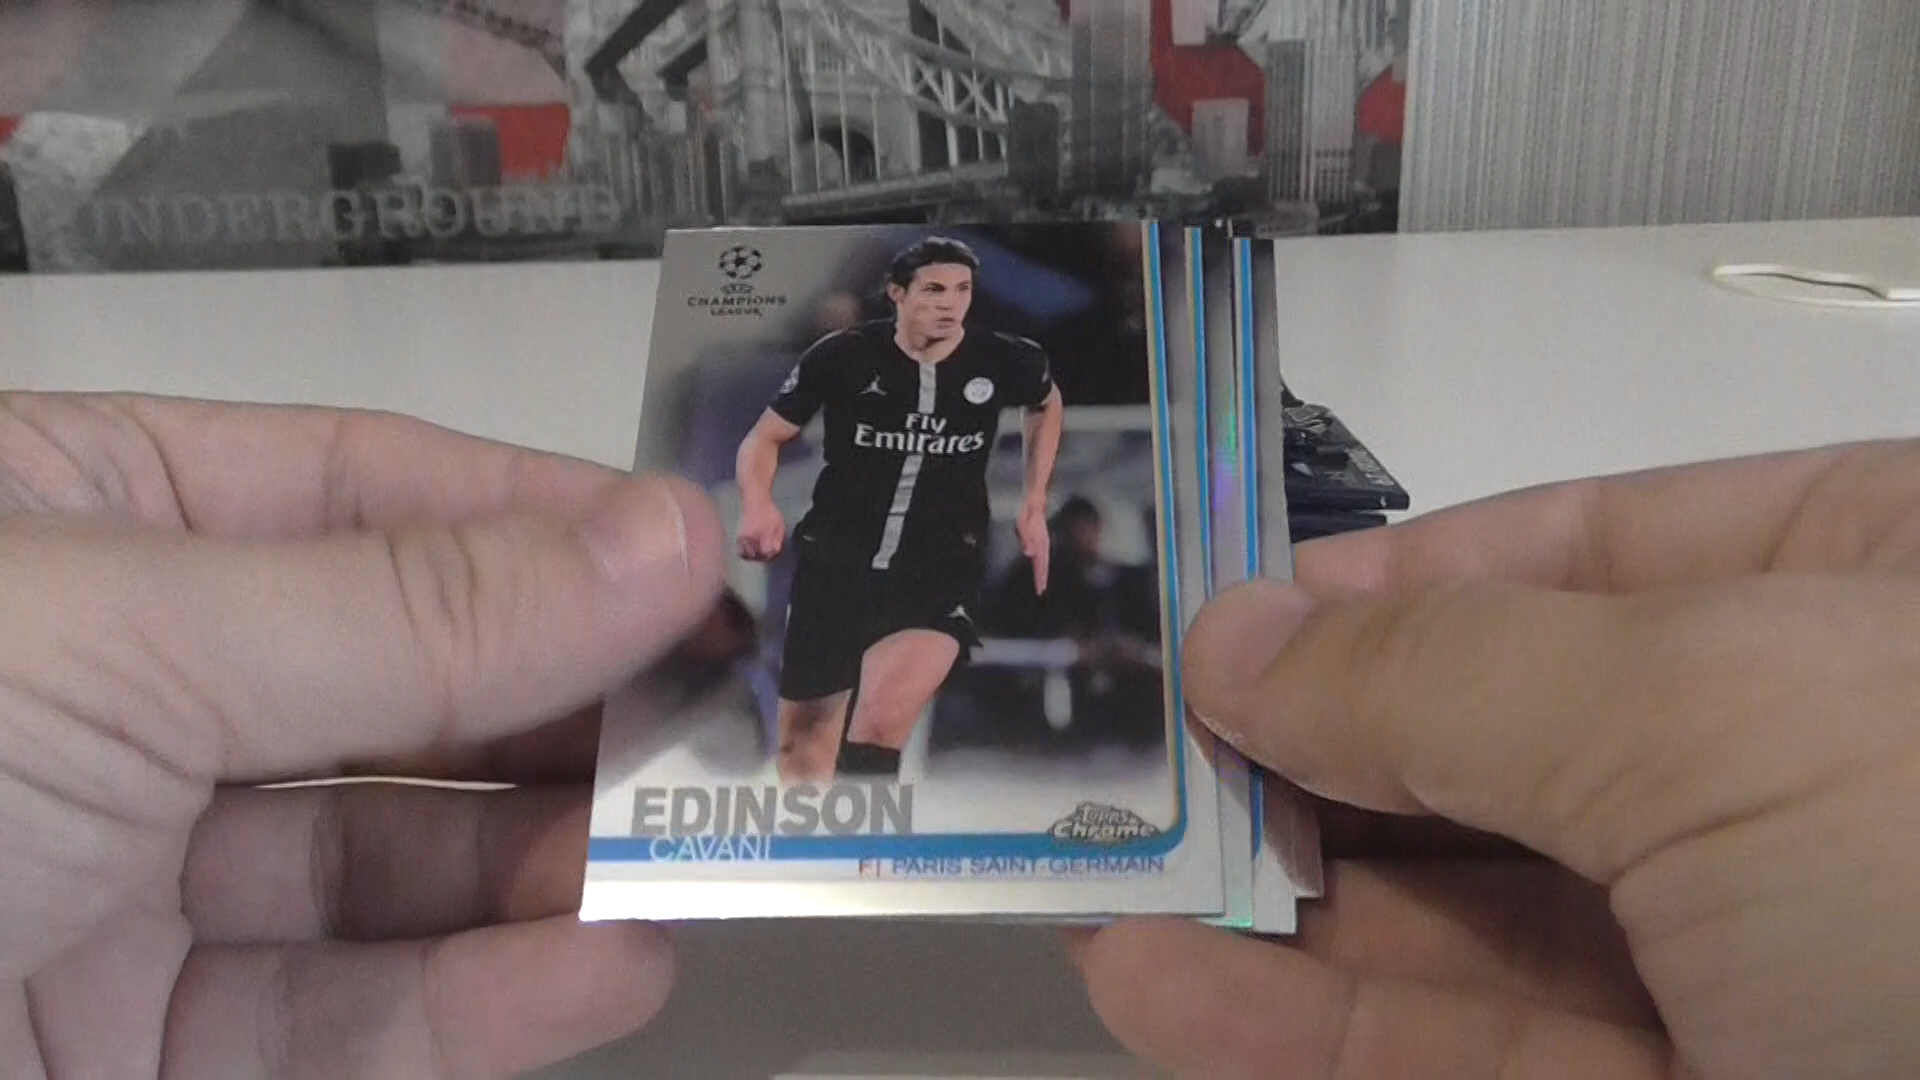 UNDERGROUND
CHAMPIONS
LEAGUE
Fly
Emirates
EDINSON
CAVANI
Topps
Chrome
F| PARIS SAINT-GERMAIN